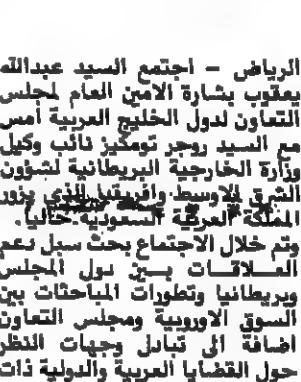 الرياض – اجتمع السيد عبدالله
يعقوب بشارة الامين العام لمجلس
التعاون لدول الخليج العربية أمس
مع السيد روجر تومكيز نائب وكيل
وزارة الخارجية البريطانية لشؤون
الشرق الاوسط وافريقيا الذي يزور
المملكة العربية السعودية حالياً.
وتم خلال الاجتماع بحث سبل دعم
العـــلاقـــات بـــين دول المجلس
وبريطانيا وتطورات المباحثات بين
السوق الاوروبية ومجلس التعاون
اضافة الى تبادل وجهات النظر
حول القضايا العربية والدولية ذات